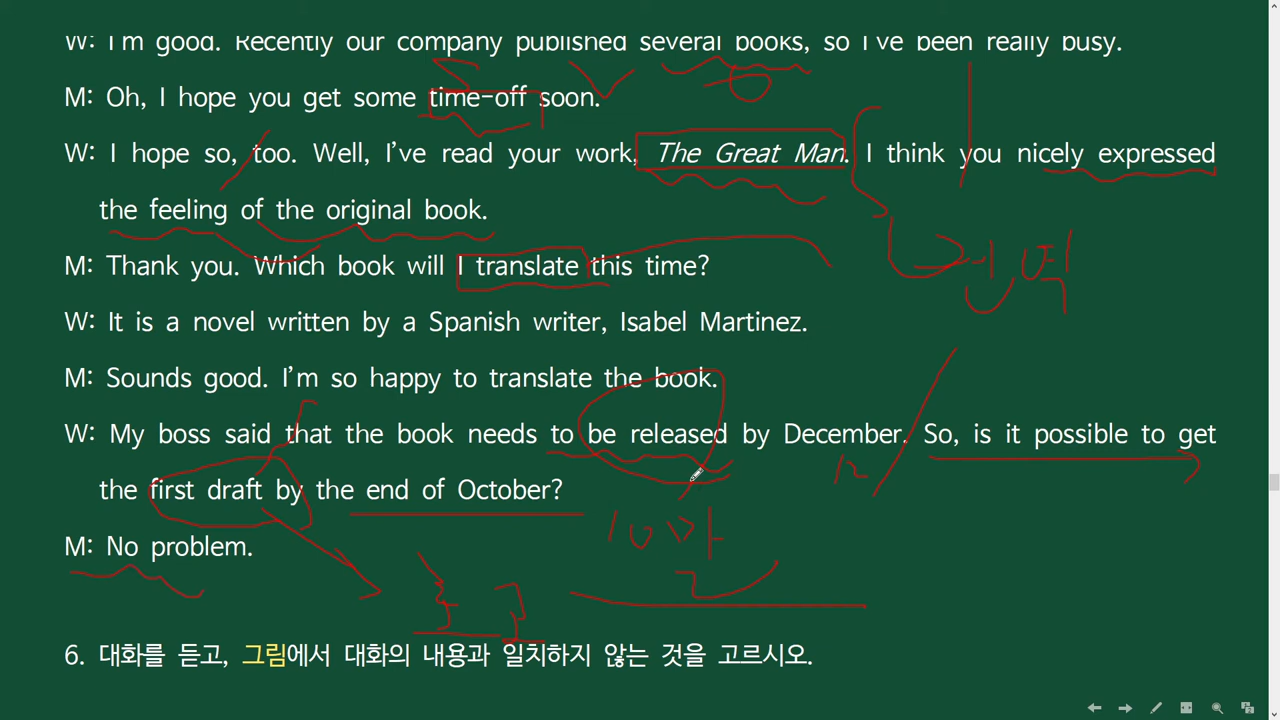 W: I'm good. Recently our company published several books, so I've been really busy.
M: Oh, I hope you get some time-off soon.
W: I hope so, too. Well, I've read your work, The Great Man. I think you nicely expressed
the feeling of the original book.
M: Thank you. Which book will I translate this time?
W: It is a novel written by a Spanish writer, Isabel Martinez.
M: Sounds good. I'm so happy to translate the book.
W: My boss said that the book needs to be released by December. So, is it possible to get
12
the first draft by the end of October?
10
M: No problem.
6. 대화를 듣고, 그림에서 대화의 내용과 일치하지 않는 것을 고르시오.